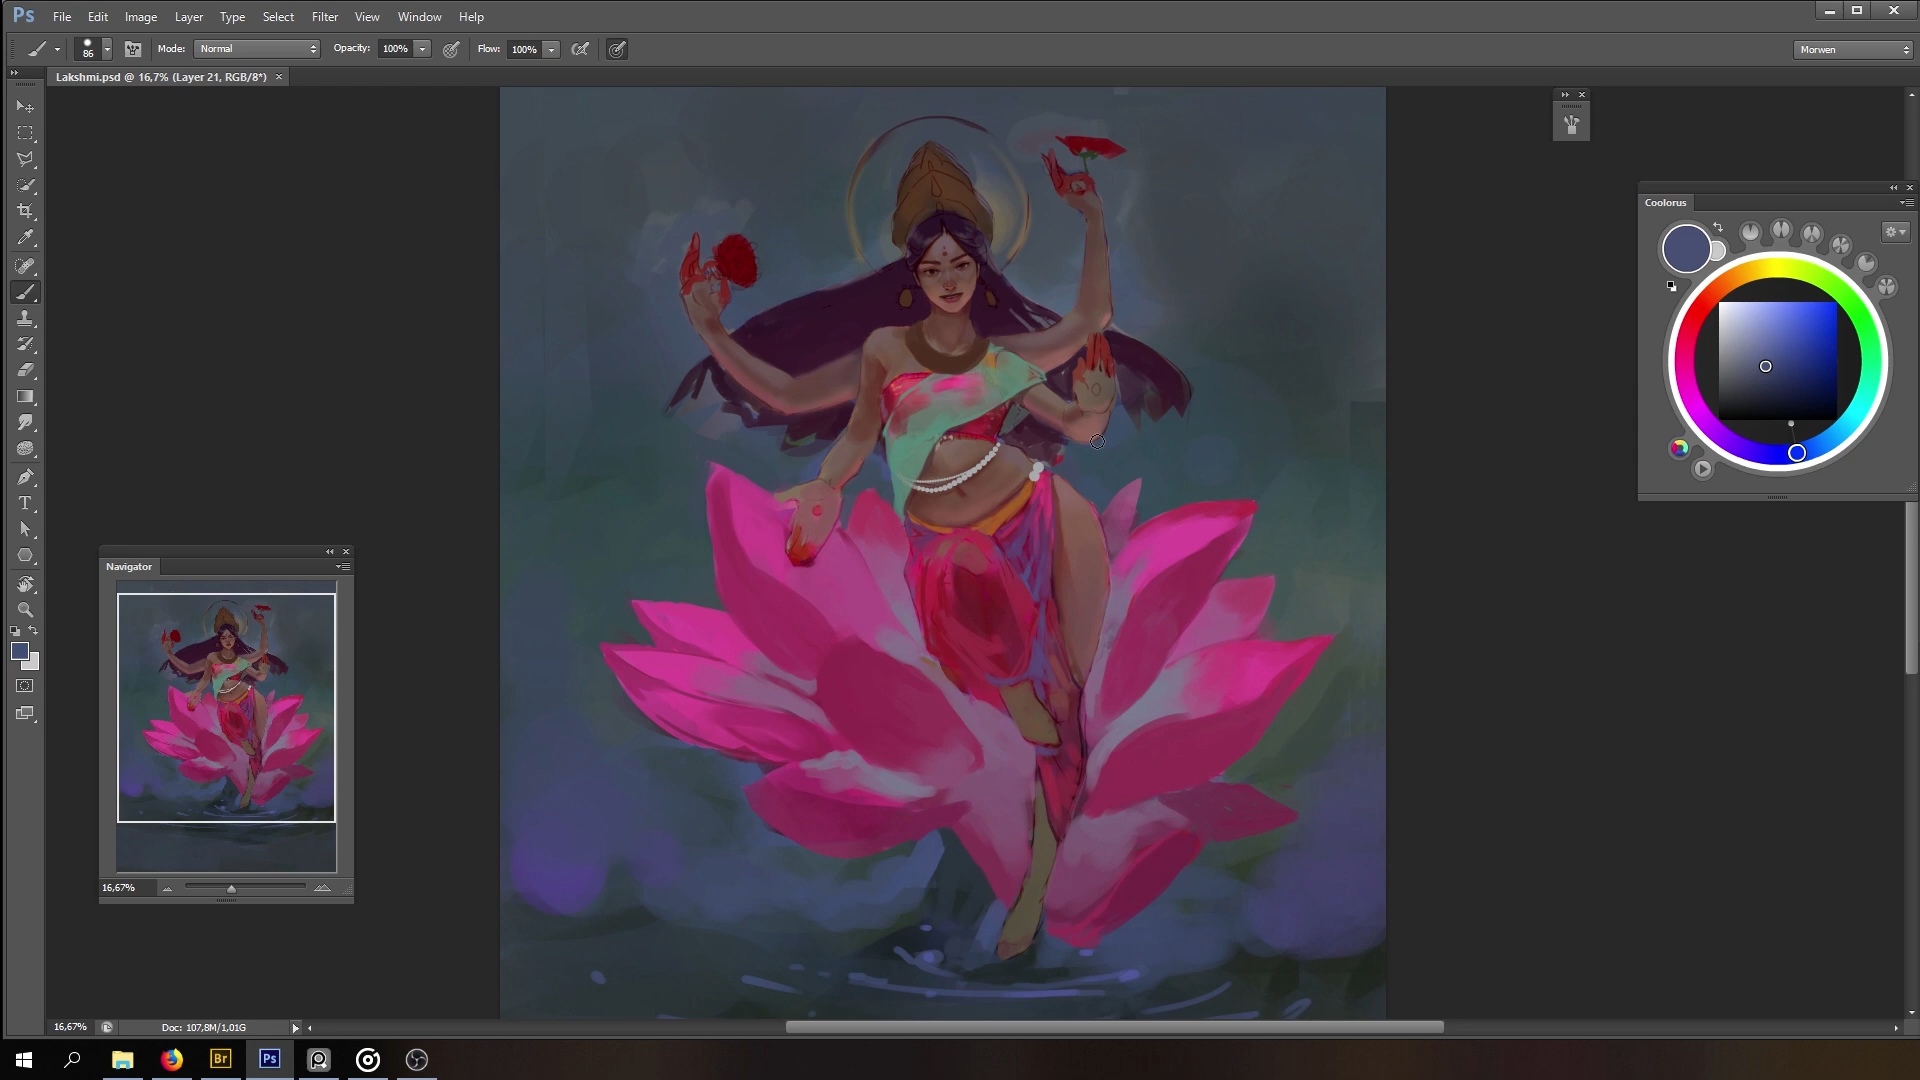 Ps File Edit Image Layer Type Select Filter View Window Help
86 Mode: Normal Opacity: 100% Flow: 100% Morwen
Lakshmi.psd @ 16,7% (Layer 21, RGB/8*) ×
Coolorus
Navigator
T
16,67%
16,67% Doc: 107,8M/1,01G
Br Ps